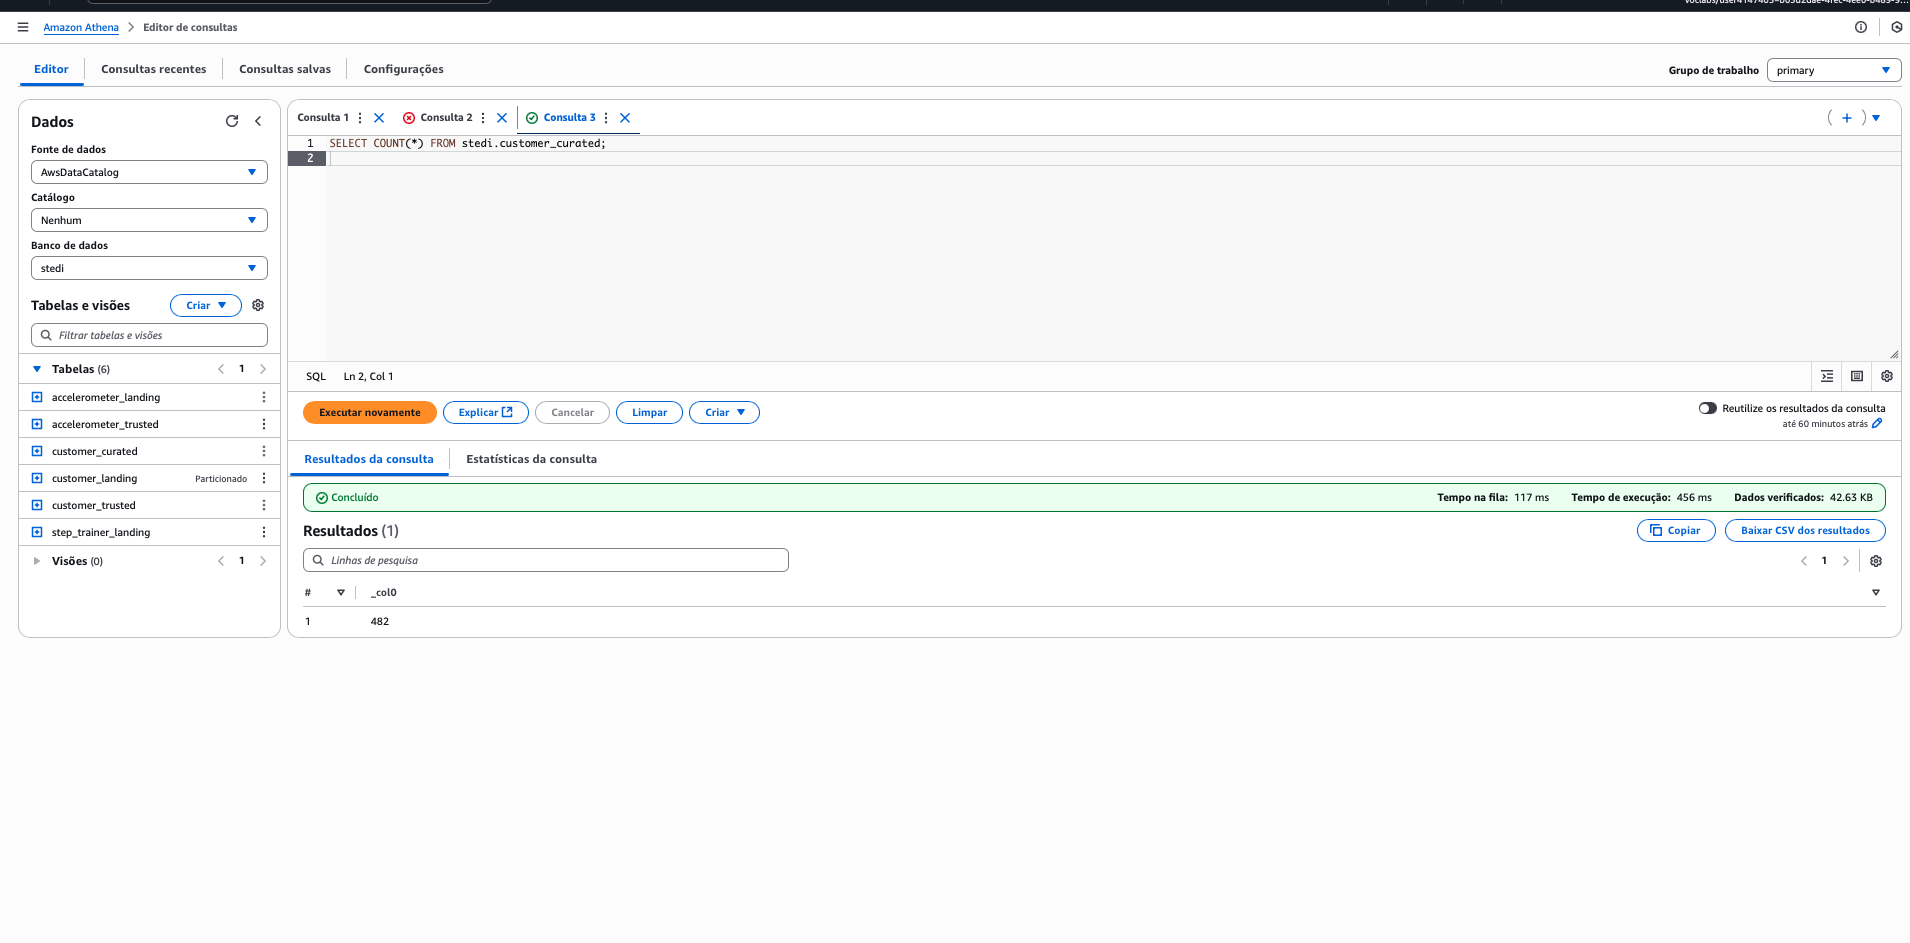 Amazon Athena
Editor de consultas
Editor
Consultas recentes
Consultas salvas
Configurações
Grupo de trabalho
primary
Dados
Fonte de dados
AwsDataCatalog
Catálogo
Nenhum
Banco de dados
stedi
Tabelas e visões
Criar
Filtrar tabelas e visões
Tabelas (6)
1
accelerometer_landing
accelerometer_trusted
customer_curated
customer_landing
Particionado
customer_trusted
step_trainer_landing
Visões (0)
1
Consulta 1
Consulta 2
Consulta 3
1 SELECT COUNT(*) FROM stedi.customer_curated;
2
SQL
Ln 2, Col 1
Executar novamente
Explicar
Cancelar
Limpar
Criar
Reutilize os resultados da consulta
até 60 minutos atrás
Resultados da consulta
Estatísticas da consulta
Concluído
Tempo na fila: 117 ms
Tempo de execução: 456 ms
Dados verificados: 42.63 KB
Resultados (1)
Copiar
Baixar CSV dos resultados
Linhas de pesquisa
1
# _col0
1 482